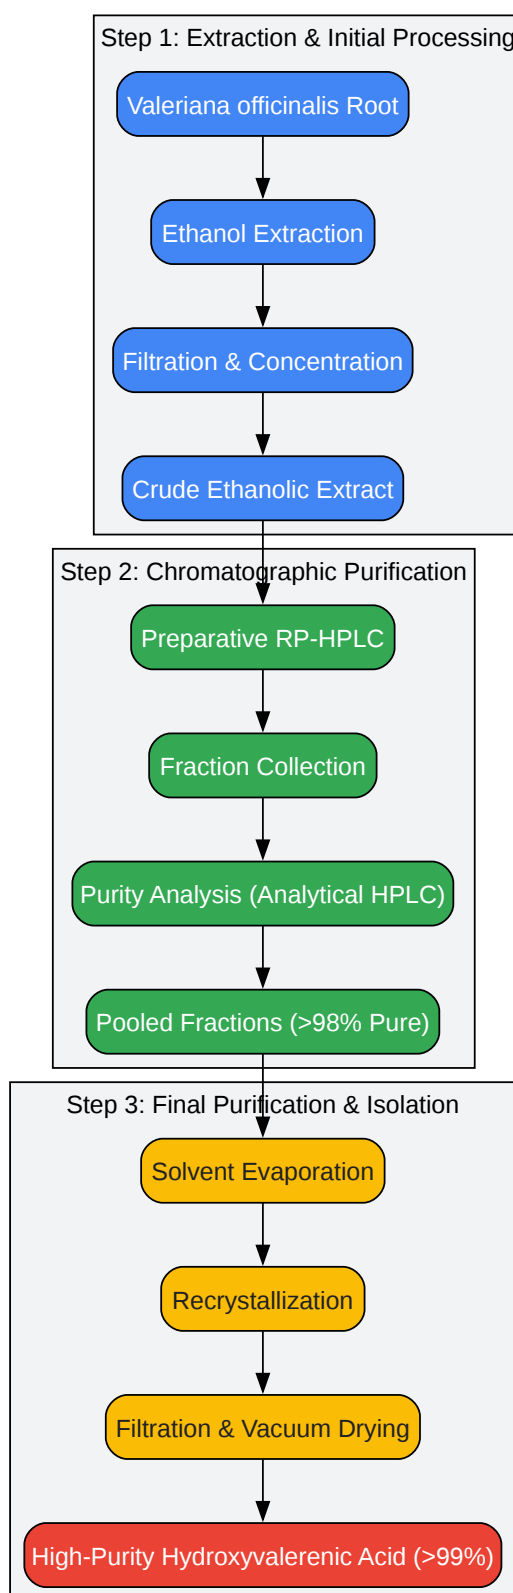 Step 1: Extraction & Initial Processing
Valeriana officinalis Root
Ethanol Extraction
Filtration & Concentration
Crude Ethanolic Extract
Step 2: Chromatographic Purification
Preparative RP-HPLC
Fraction Collection
Purity Analysis (Analytical HPLC)
Pooled Fractions (>98% Pure)
Step 3: Final Purification & Isolation
Solvent Evaporation
Recrystallization
Filtration & Vacuum Drying
High-Purity Hydroxyvalerenic Acid (>99%)